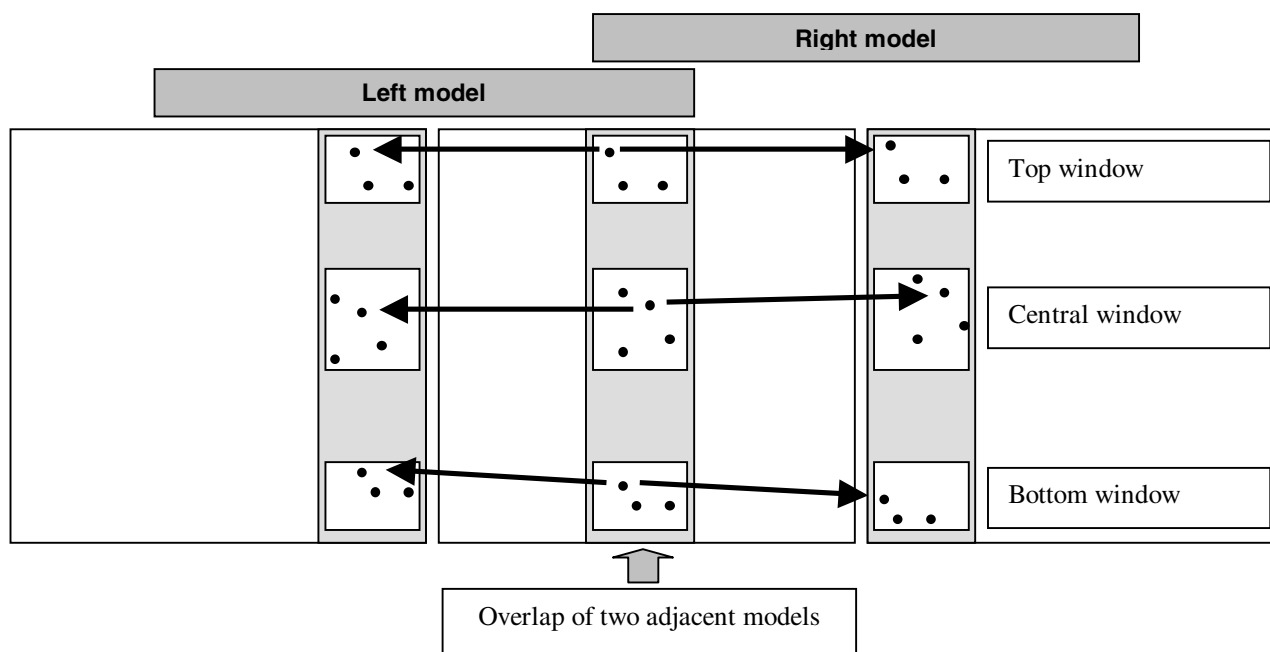 Right model
Left model
Top window
Central window
Bottom window
Overlap of two adjacent models